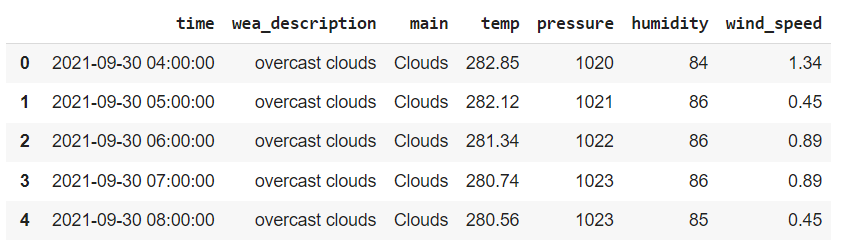 time wea_description main temp pressure humidity wind_speed
0 2021-09-30 04:00:00 overcast clouds Clouds 282.85 1020 84 1.34
1 2021-09-30 05:00:00 overcast clouds Clouds 282.12 1021 86 0.45
2 2021-09-30 06:00:00 overcast clouds Clouds 281.34 1022 86 0.89
3 2021-09-30 07:00:00 overcast clouds Clouds 280.74 1023 86 0.89
4 2021-09-30 08:00:00 overcast clouds Clouds 280.56 1023 85 0.45